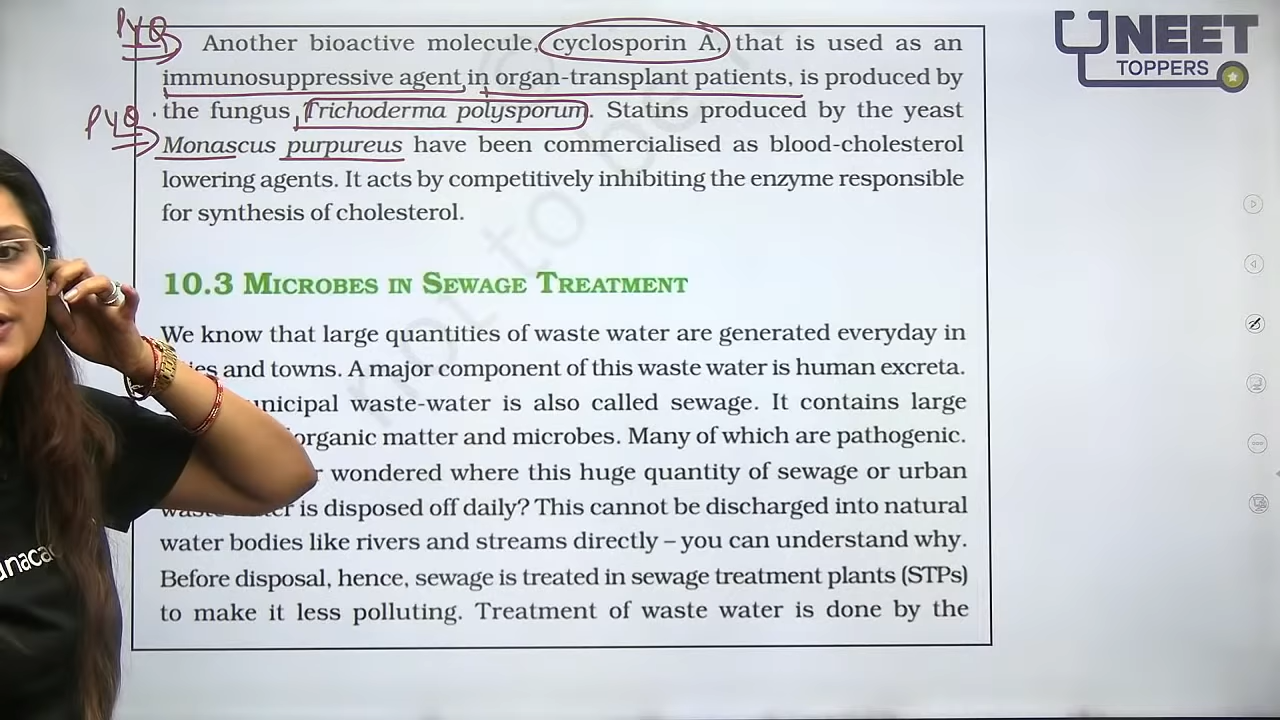 PYQ
Another bioactive molecule, cyclosporin A, that is used as an
immunosuppressive agent in organ-transplant patients, is produced by
the fungus Trichoderma polysporum. Statins produced by the yeast
PYQ
Monascus purpureus have been commercialised as blood-cholesterol
lowering agents. It acts by competitively inhibiting the enzyme responsible
for synthesis of cholesterol.
10.3 MICROBES IN SEWAGE TREATMENT
We know that large quantities of waste water are generated everyday in
and towns. A major component of this waste water is human excreta.
waste-water is also called sewage. It contains large
organic matter and microbes. Many of which are pathogenic.
wondered where this huge quantity of sewage or urban
is disposed off daily? This cannot be discharged into natural
water bodies like rivers and streams directly – you can understand why.
Before disposal, hence, sewage is treated in sewage treatment plants (STPs)
to make it less polluting. Treatment of waste water is done by the
not to be
NEET
TOPPERS